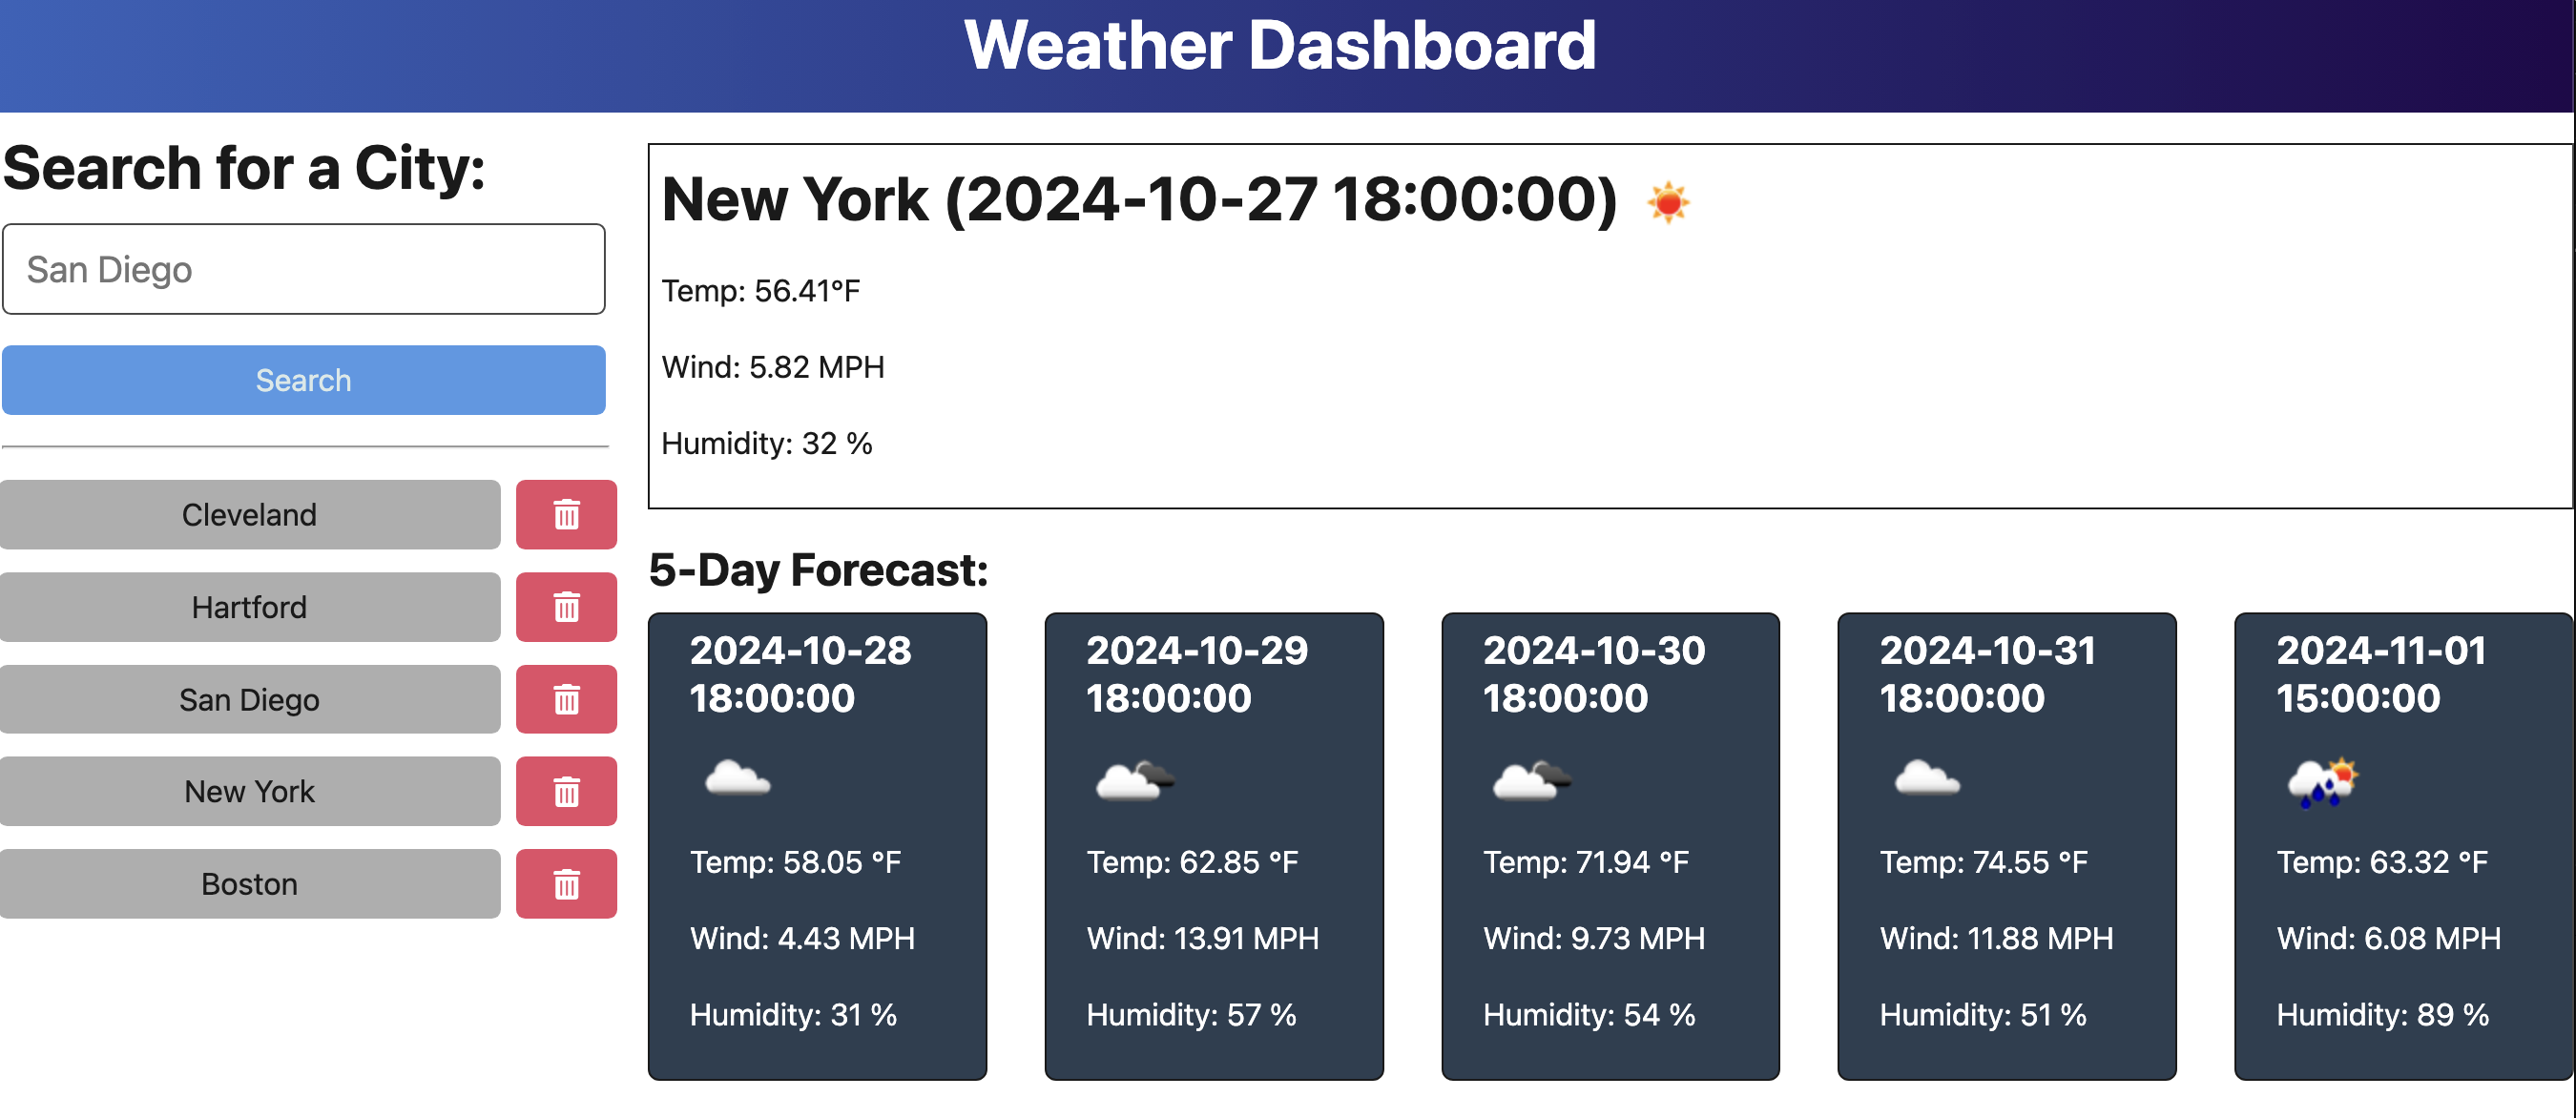 Weather Dashboard
Search for a City:
San Diego
Search
Cleveland
Hartford
San Diego
New York
Boston
New York (2024-10-27 18:00:00)
Temp: 56.41°F
Wind: 5.82 MPH
Humidity: 32 %
5-Day Forecast:
2024-10-28
18:00:00
Temp: 58.05 °F
Wind: 4.43 MPH
Humidity: 31 %
2024-10-29
18:00:00
Temp: 62.85 °F
Wind: 13.91 MPH
Humidity: 57 %
2024-10-30
18:00:00
Temp: 71.94 °F
Wind: 9.73 MPH
Humidity: 54 %
2024-10-31
18:00:00
Temp: 74.55 °F
Wind: 11.88 MPH
Humidity: 51 %
2024-11-01
15:00:00
Temp: 63.32 °F
Wind: 6.08 MPH
Humidity: 89 %